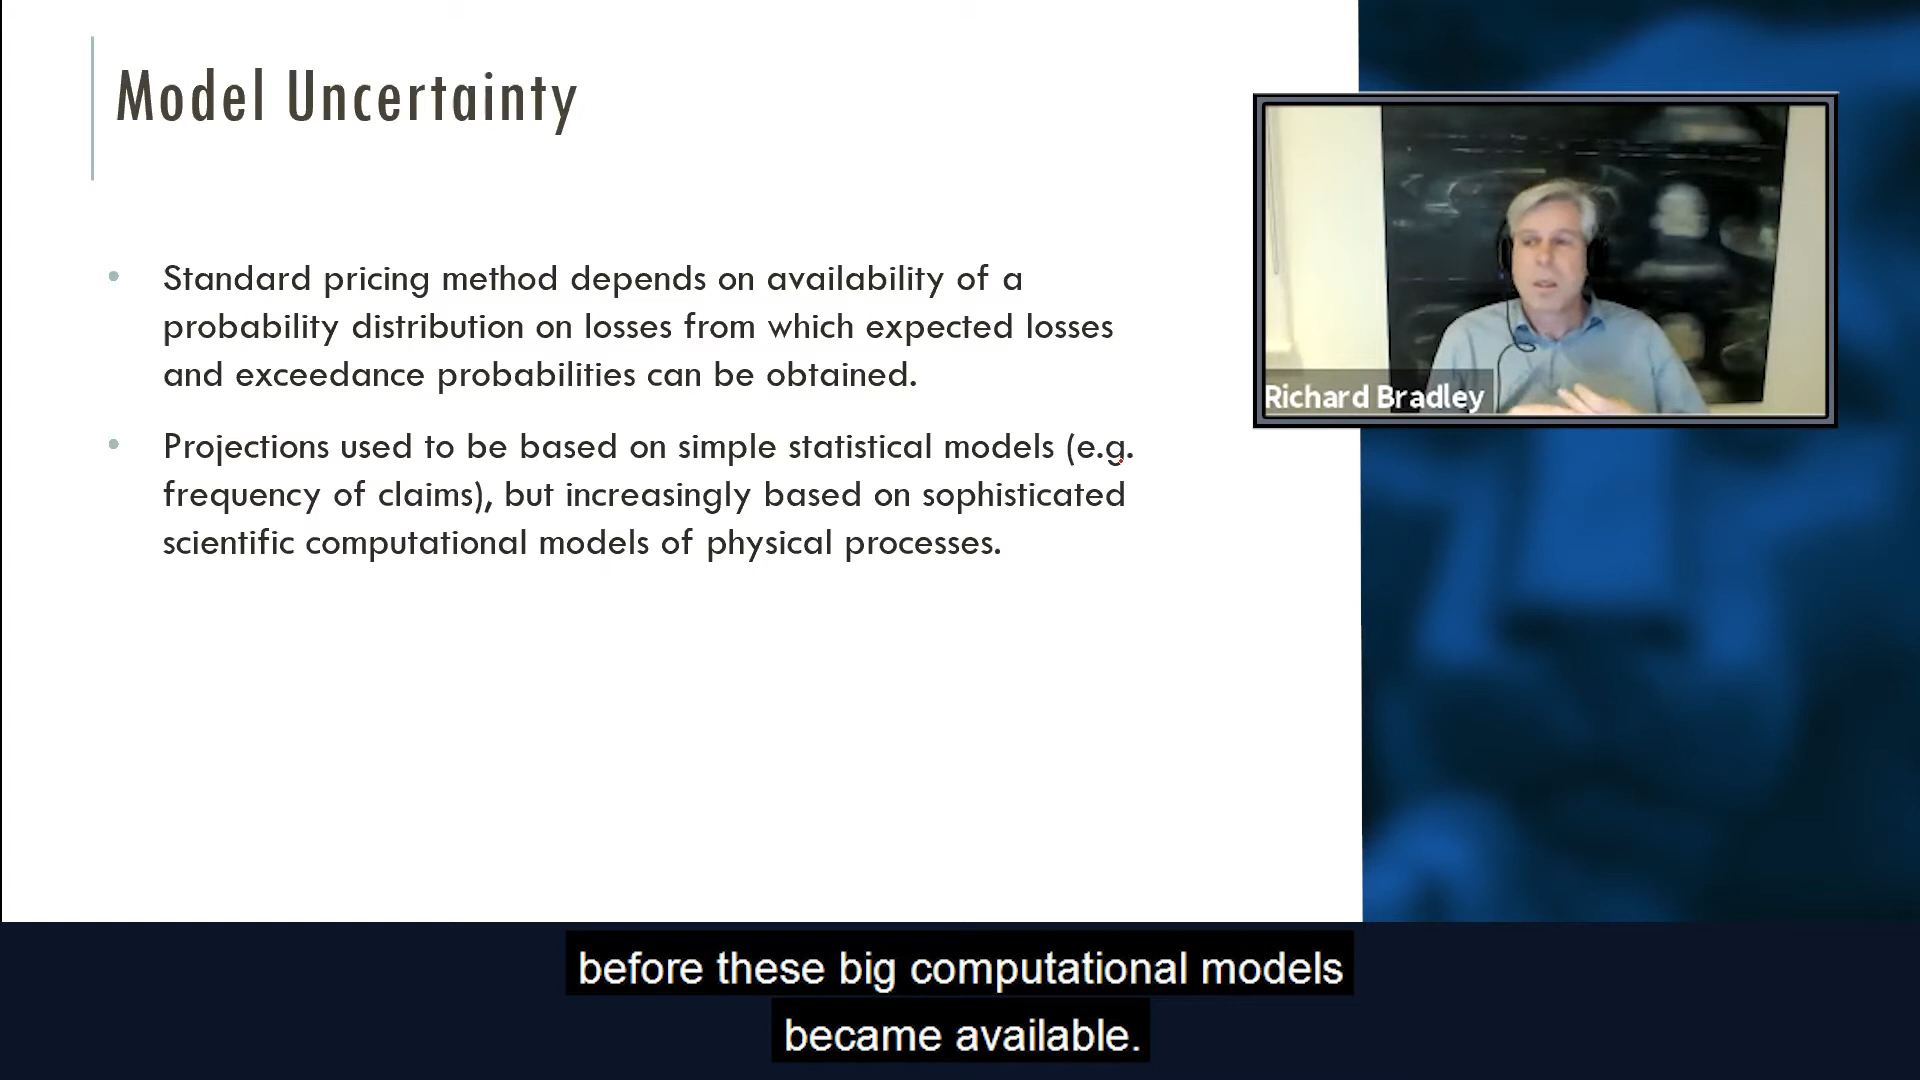 Model Uncertainty
Standard pricing method depends on availability of a
probability distribution on losses from which expected losses
and exceedance probabilities can be obtained.
Projections used to be based on simple statistical models (e.g.
frequency of claims), but increasingly based on sophisticated
scientific computational models of physical processes.
Richard Bradley
before these big computational models
became available.